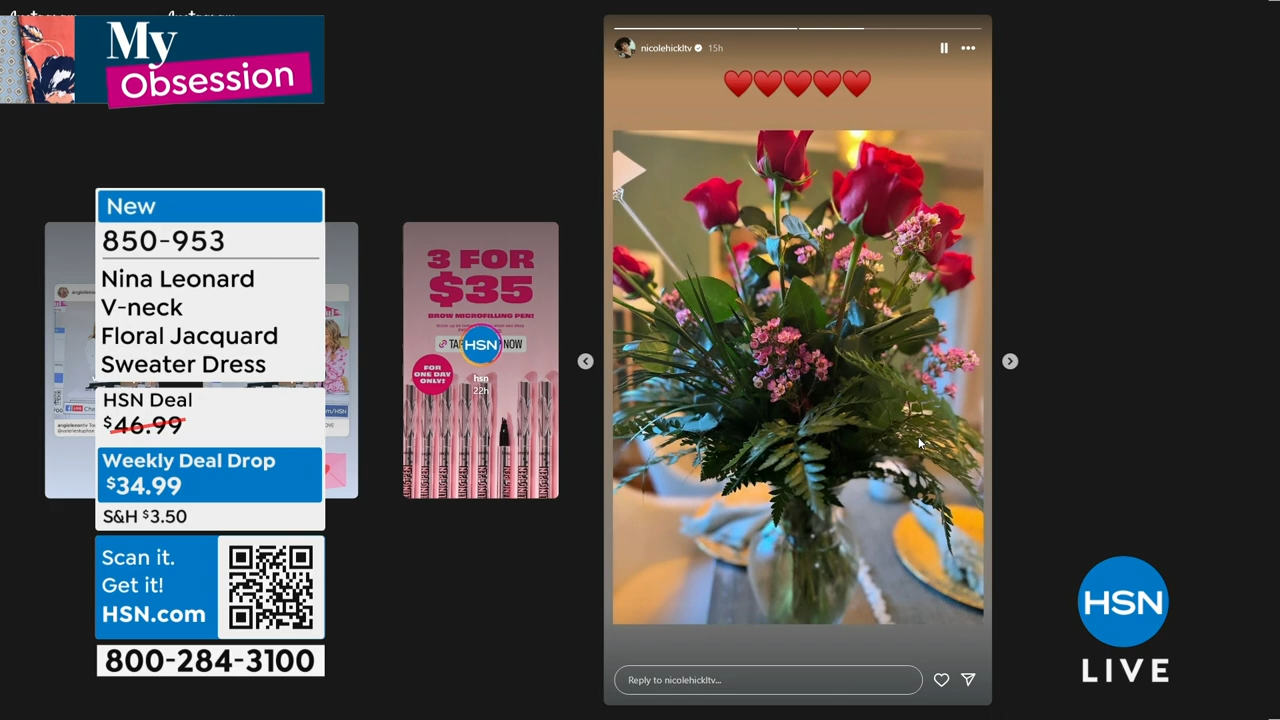 My
Obsession
New
850-953
Nina Leonard
V-neck
Floral Jacquard
Sweater Dress
HSN Deal
$46.99
Weekly Deal Drop
$34.99
S&H $3.50
Scan it.
Get it!
HSN.com
800-284-3100
3 FOR
$35
BROW MICROFILLING PEN!
TAP
NOW
HSN
FOR
ONE DAY
ONLY!
hsn
22h
nicolehickltv 15h
Reply to nicolehickltv...
HSN
LIVE